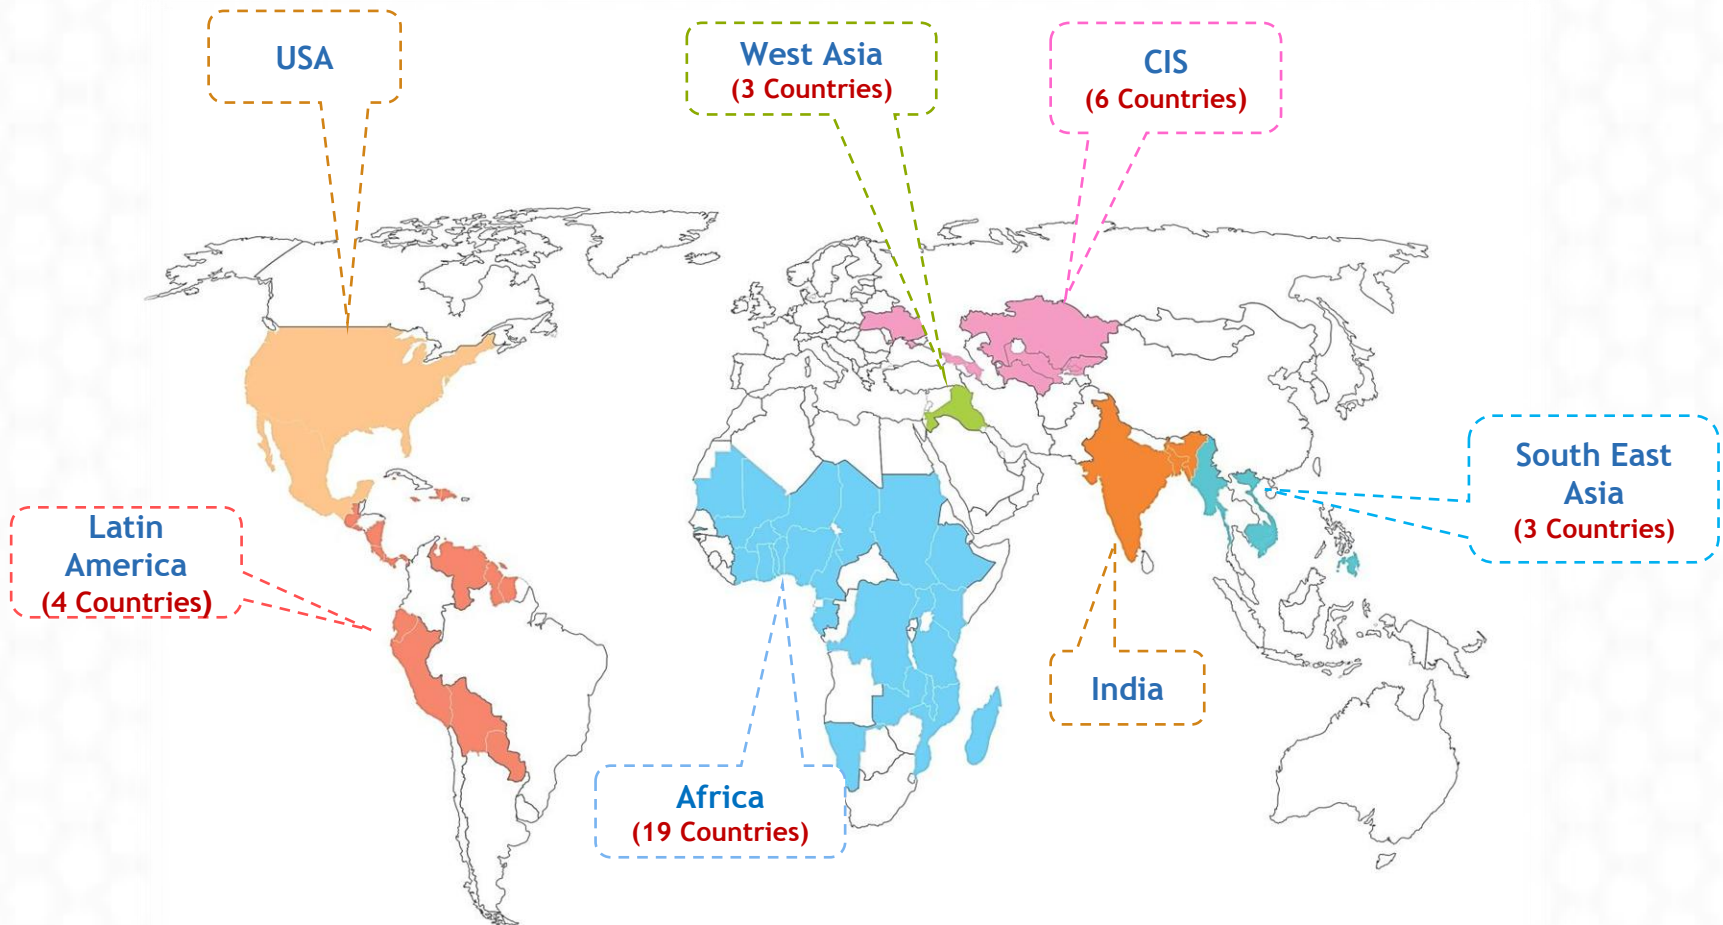 USA
West Asia
(3 Countries)
CIS
(6 Countries)
South East
Asia
(3 Countries)
Latin
America
(4 Countries)
India
Africa
(19 Countries)